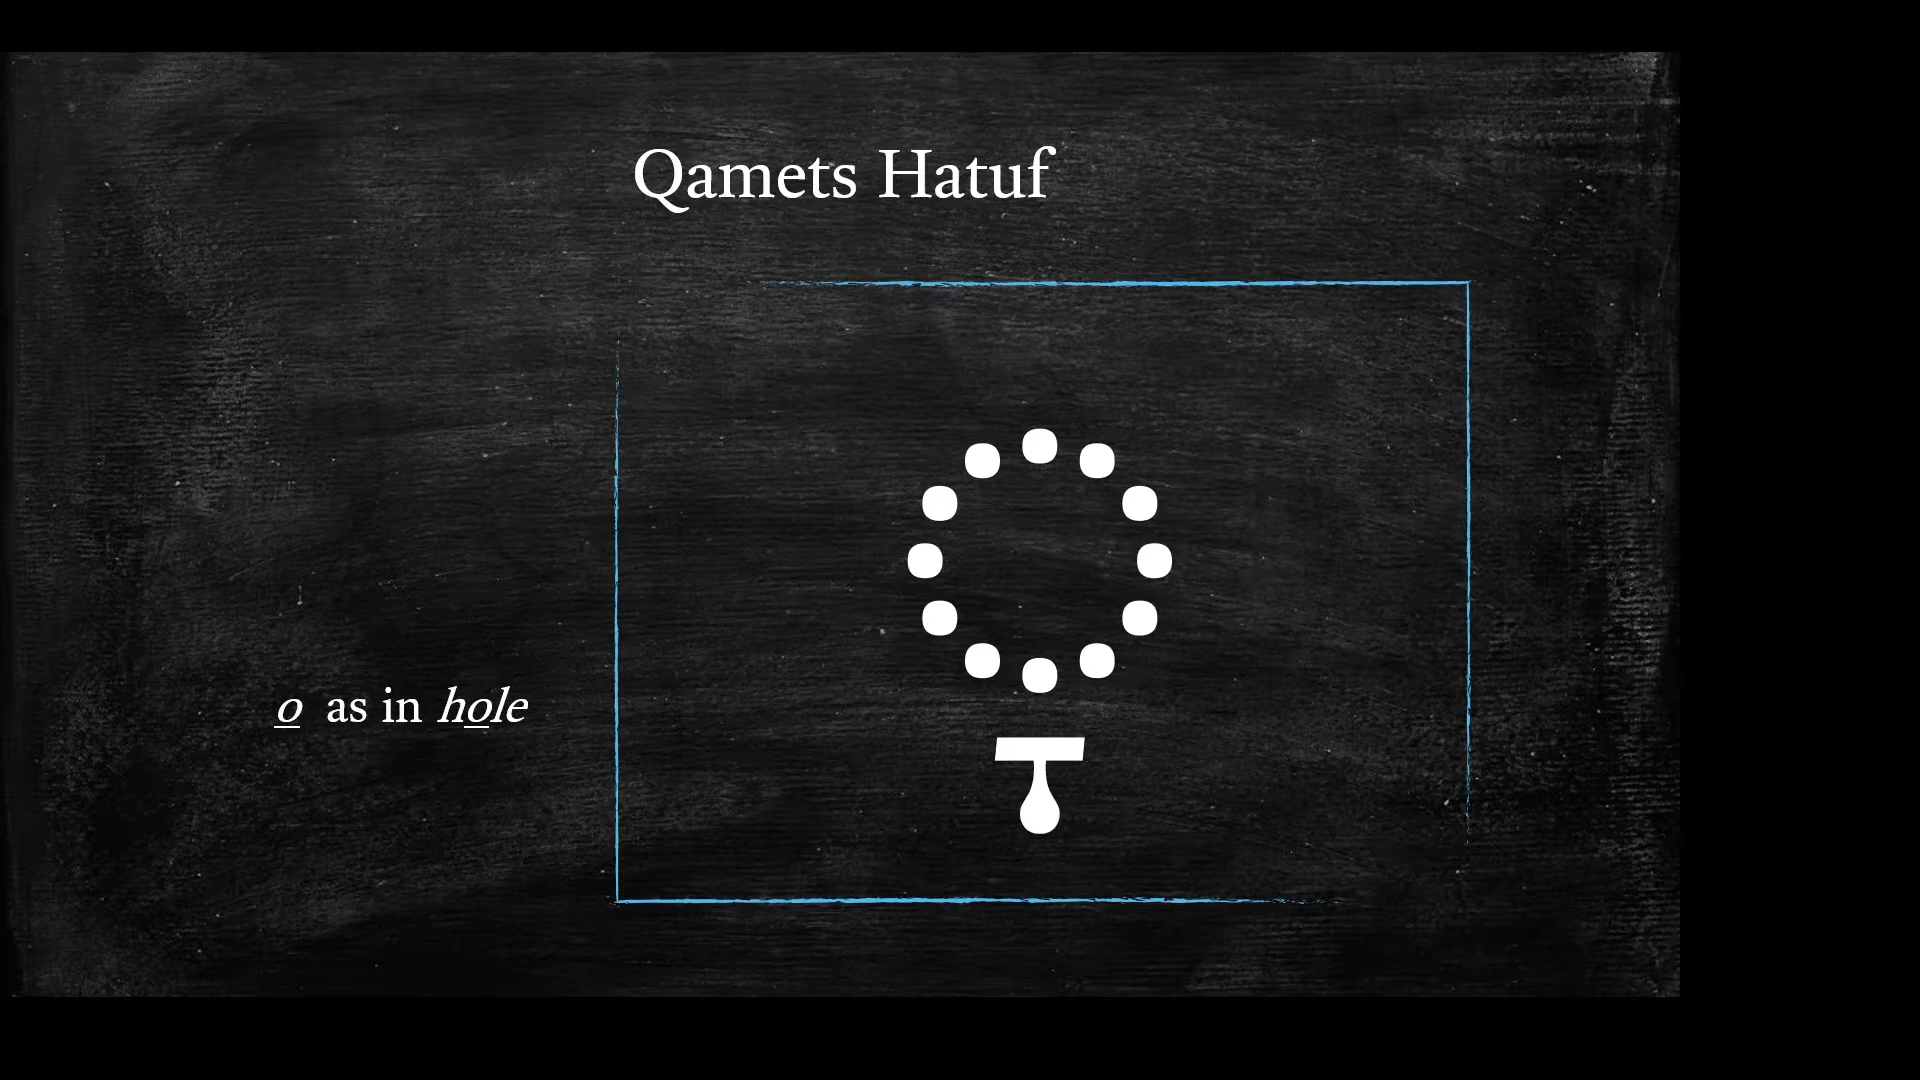 Qamets Hatuf
o as in hole
◌ָ